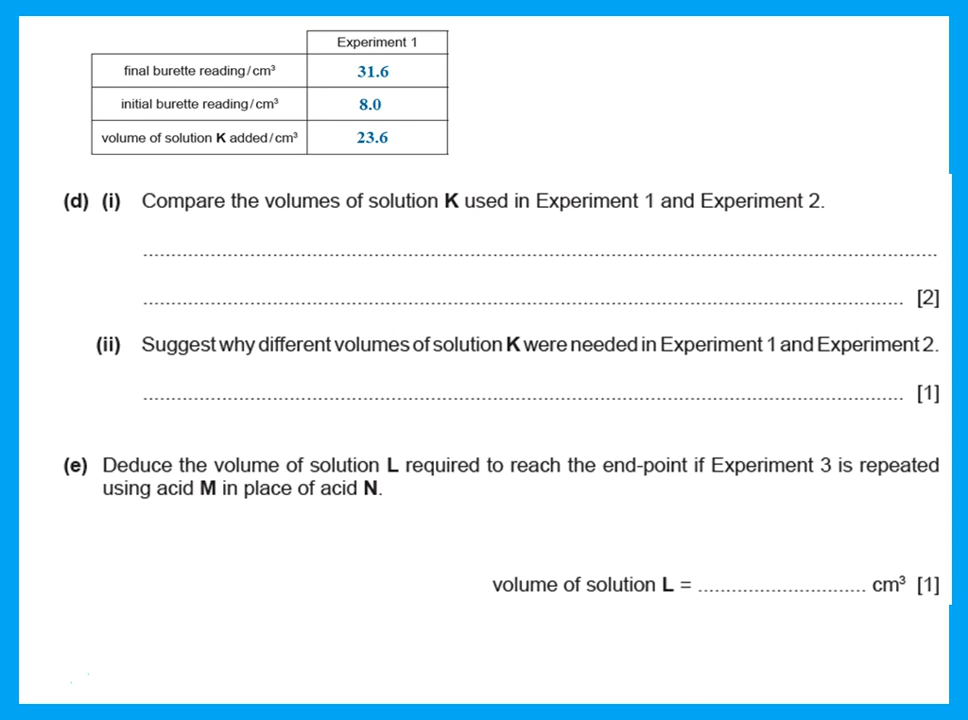 Experiment 1
final burette reading/cm³ 31.6
initial burette reading/cm³ 8.0
volume of solution K added/cm³ 23.6
(d) (i) Compare the volumes of solution K used in Experiment 1 and Experiment 2.
[2]
(ii) Suggest why different volumes of solution K were needed in Experiment 1 and Experiment 2.
[1]
(e) Deduce the volume of solution L required to reach the end-point if Experiment 3 is repeated
using acid M in place of acid N.
volume of solution L = .............................. cm³ [1]